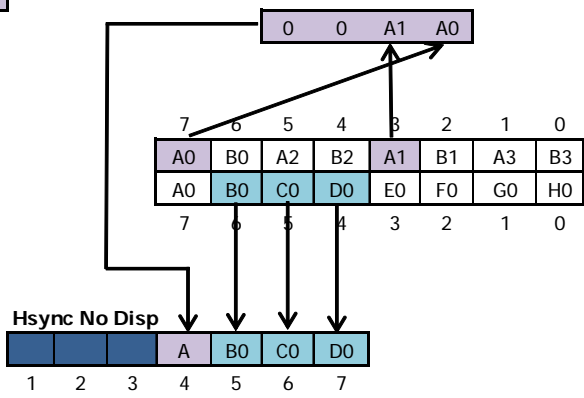 0 0 A1 A0
7 6 5 4 3 2 1 0
A0 B0 A2 B2 A1 B1 A3 B3
A0 B0 C0 D0 E0 F0 G0 H0
7 6 5 4 3 2 1 0
Hsync No Disp
A B0 C0 D0
1 2 3 4 5 6 7